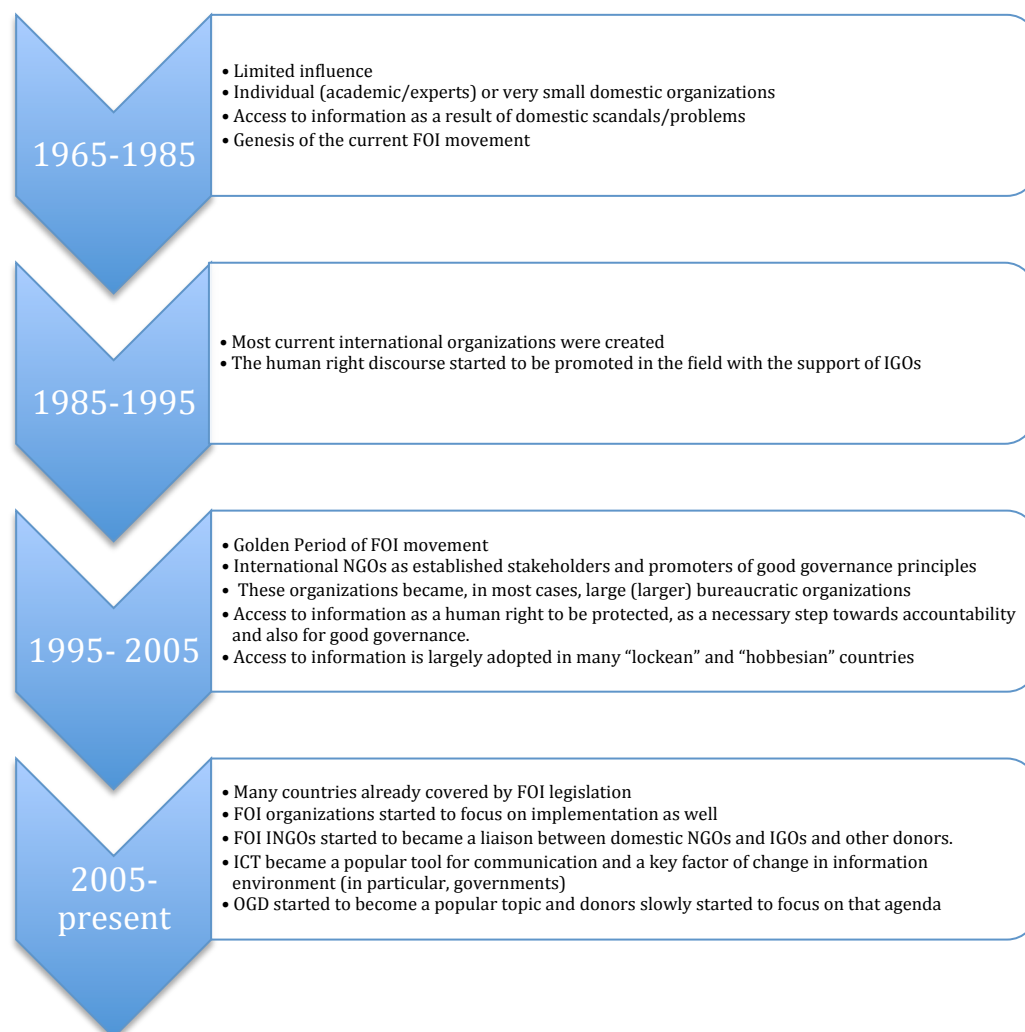 1965-1985
• Limited influence
• Individual (academic/experts) or very small domestic organizations
• Access to information as a result of domestic scandals/problems
• Genesis of the current FOI movement
1985-1995
• Most current international organizations were created
• The human right discourse started to be promoted in the field with the support of IGOs
1995- 2005
• Golden Period of FOI movement
• International NGOs as established stakeholders and promoters of good governance principles
• These organizations became, in most cases, large (larger) bureaucratic organizations
• Access to information as a human right to be protected, as a necessary step towards accountability
and also for good governance.
• Access to information is largely adopted in many “lockean” and “hobbesian” countries
2005-
present
• Many countries already covered by FOI legislation
• FOI organizations started to focus on implementation as well
• FOI INGOs started to became a liaison between domestic NGOs and IGOs and other donors.
• ICT became a popular tool for communication and a key factor of change in information
environment (in particular, governments)
• OGD started to become a popular topic and donors slowly started to focus on that agenda